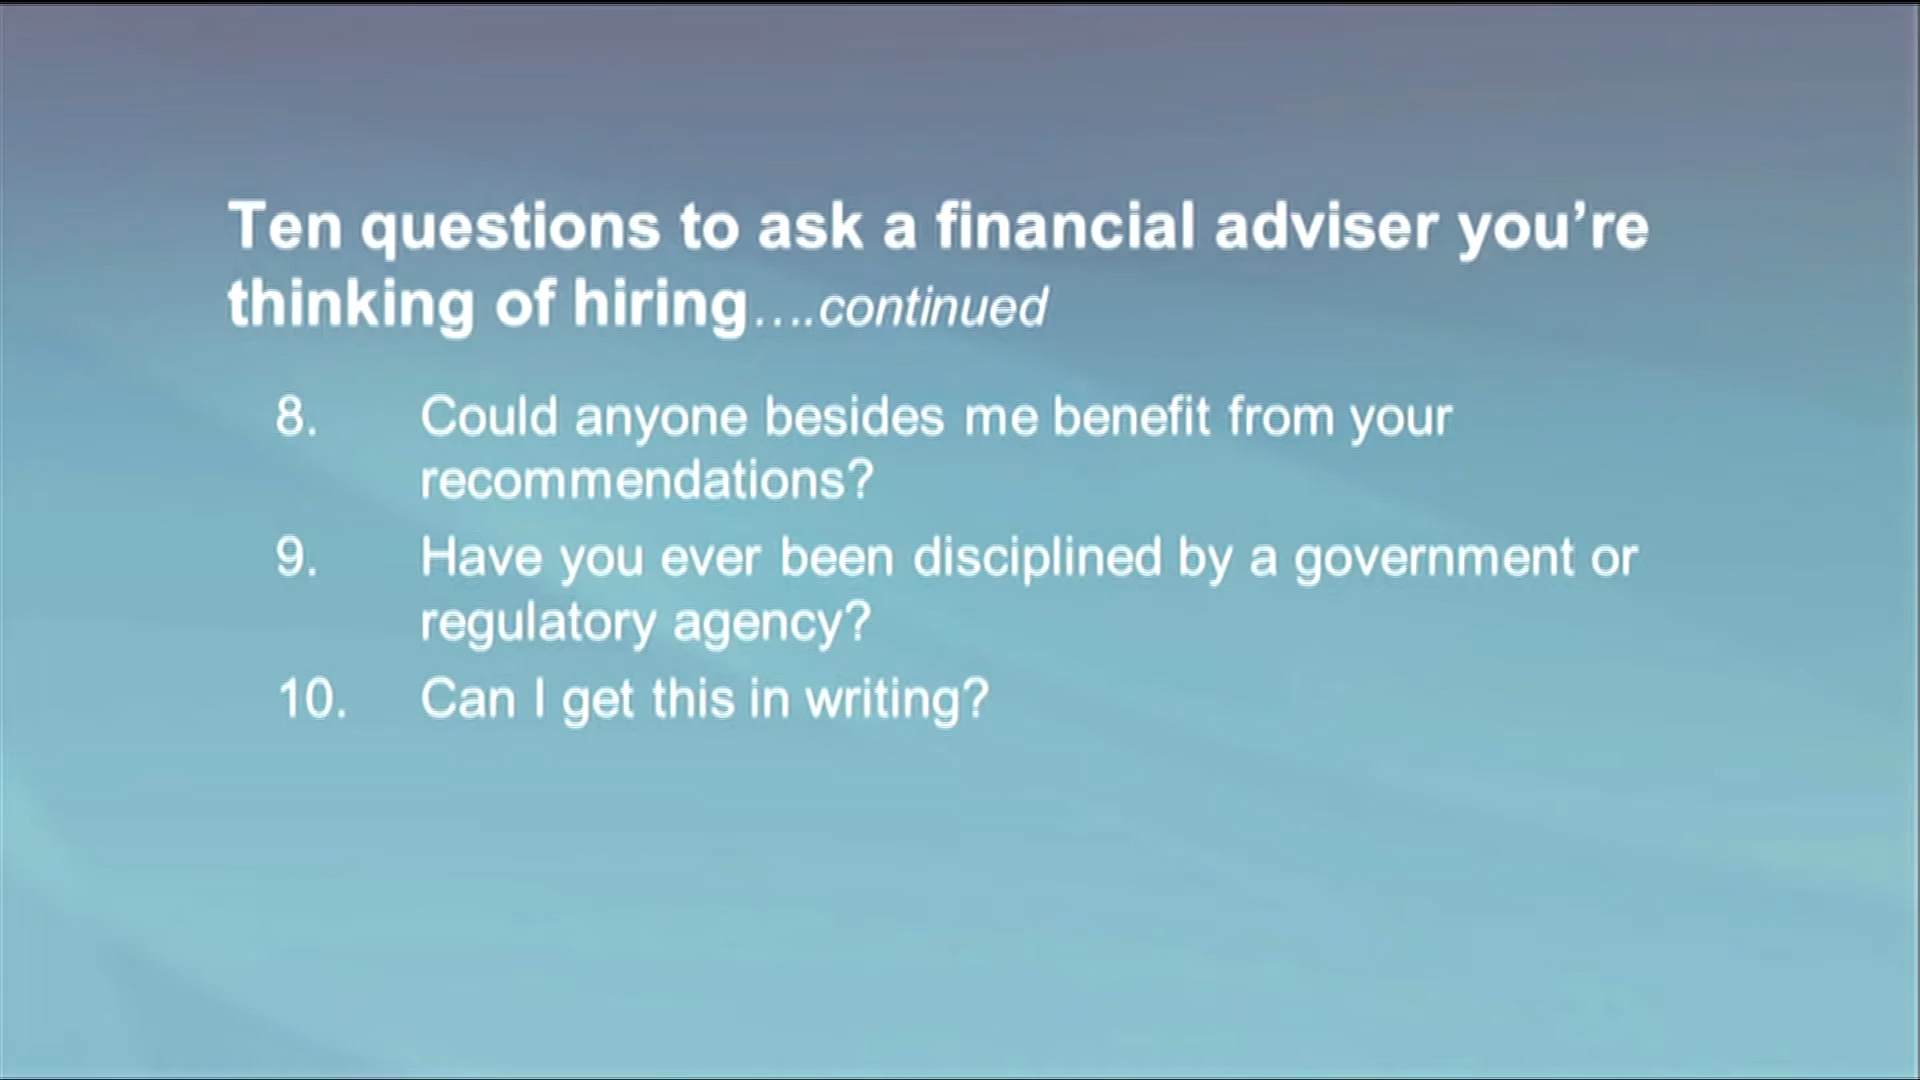 Ten questions to ask a financial adviser you’re
thinking of hiring….continued
8. Could anyone besides me benefit from your
recommendations?
9. Have you ever been disciplined by a government or
regulatory agency?
10. Can I get this in writing?